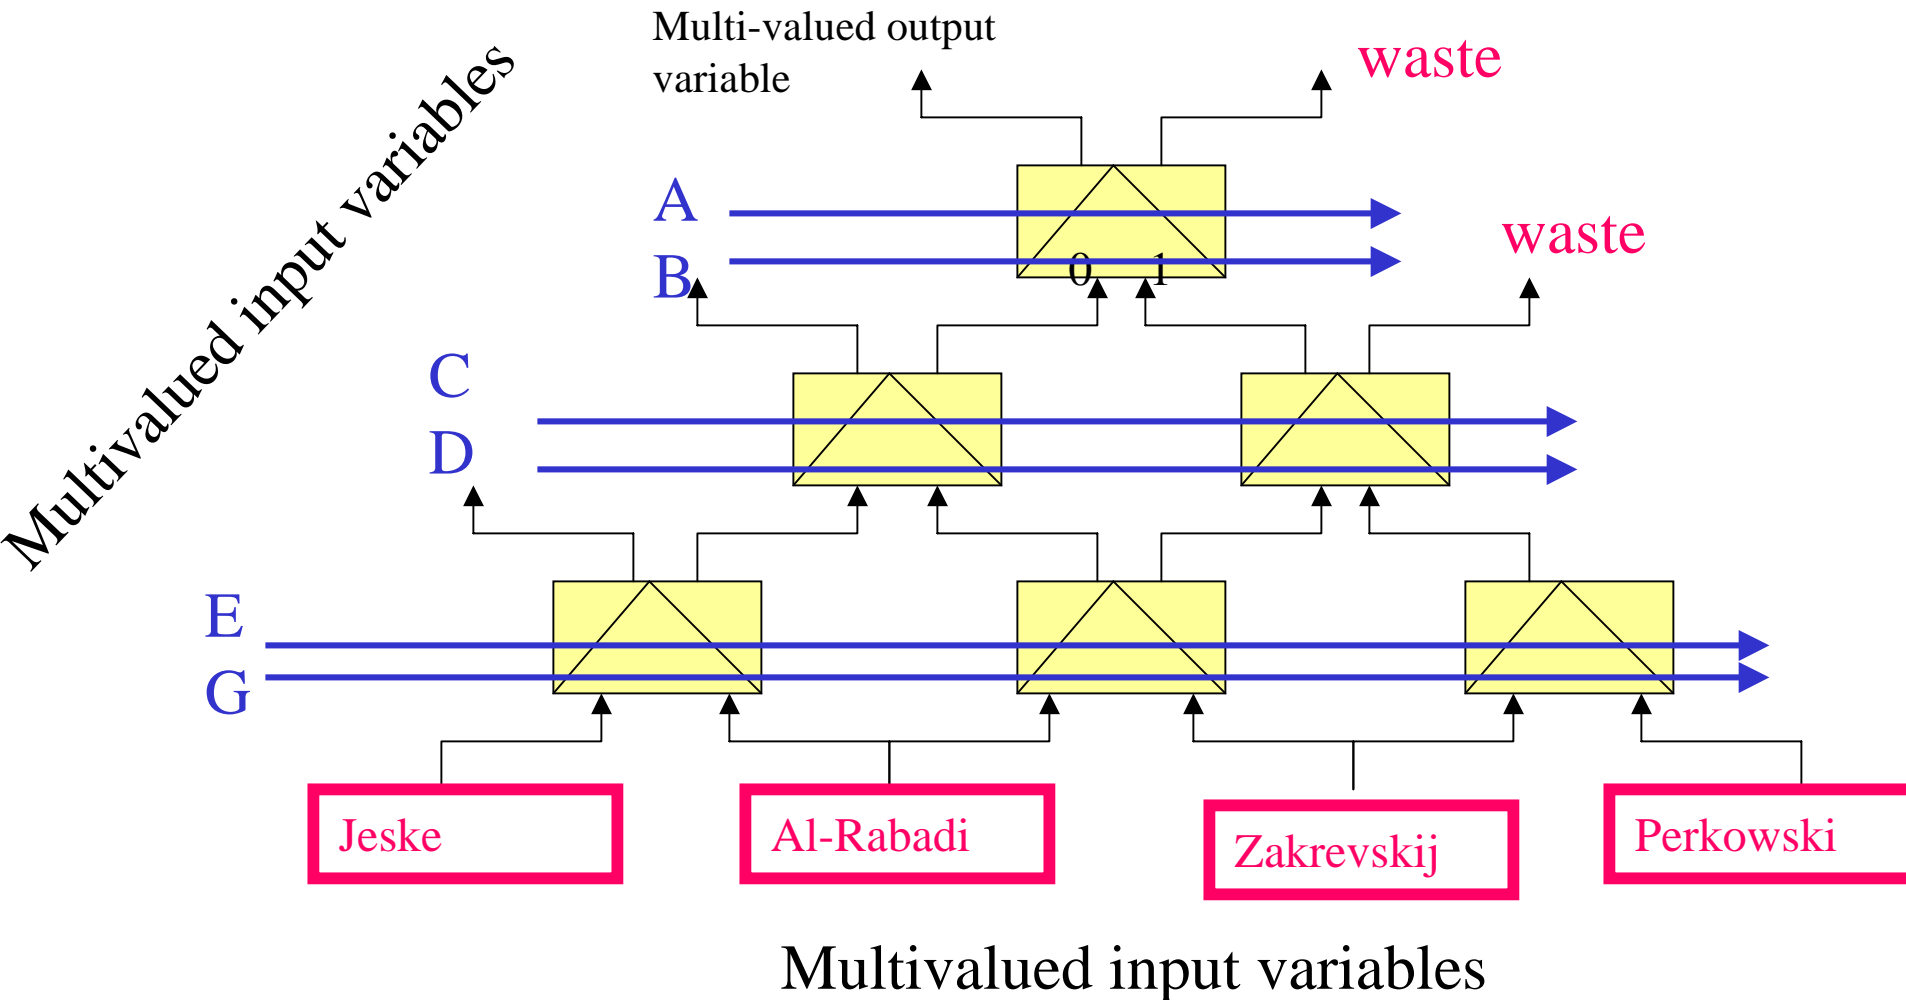 Multi-valued output
variable
waste
Multivalued input variables
A
waste
B
0 1
C
D
E
G
Jeske
Al-Rabadi
Zakrevskij
Perkowski
Multivalued input variables